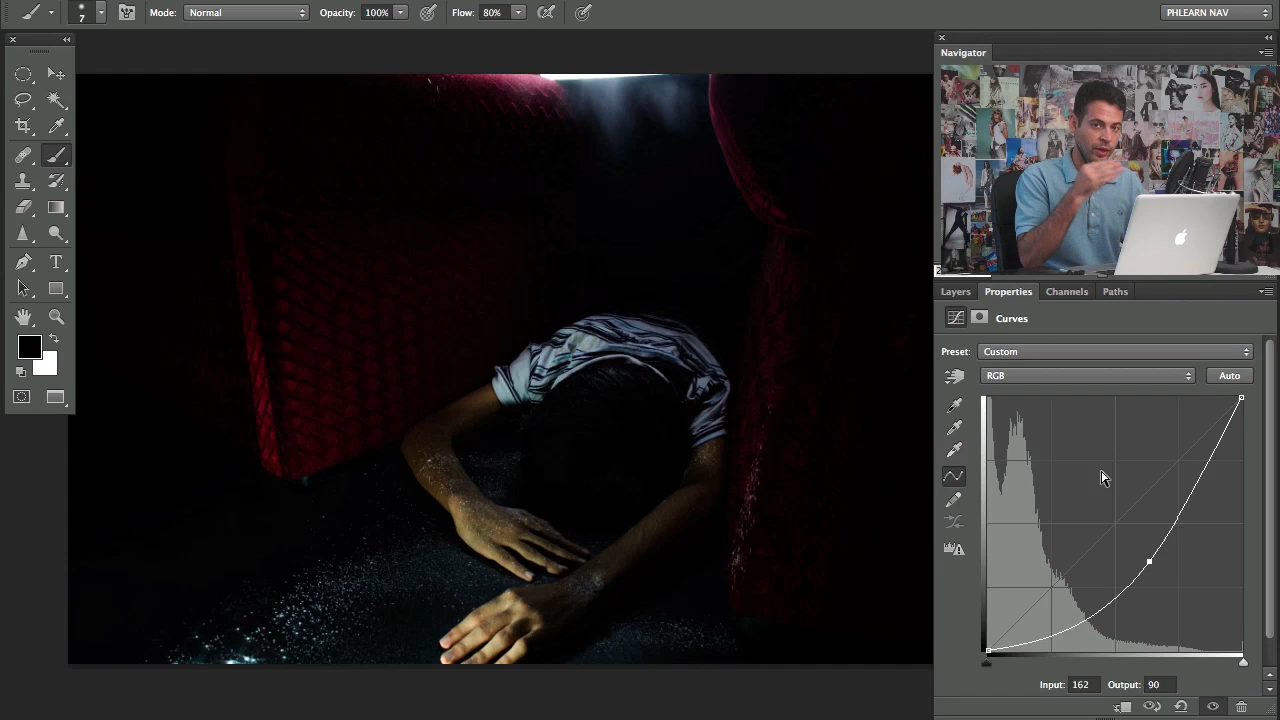 7 Mode: Normal Opacity: 100% Flow: 80% PHLEARN NAV
Navigator
Layers Properties Channels Paths
Curves
Preset: Custom
RGB Auto
Input: 162 Output: 90